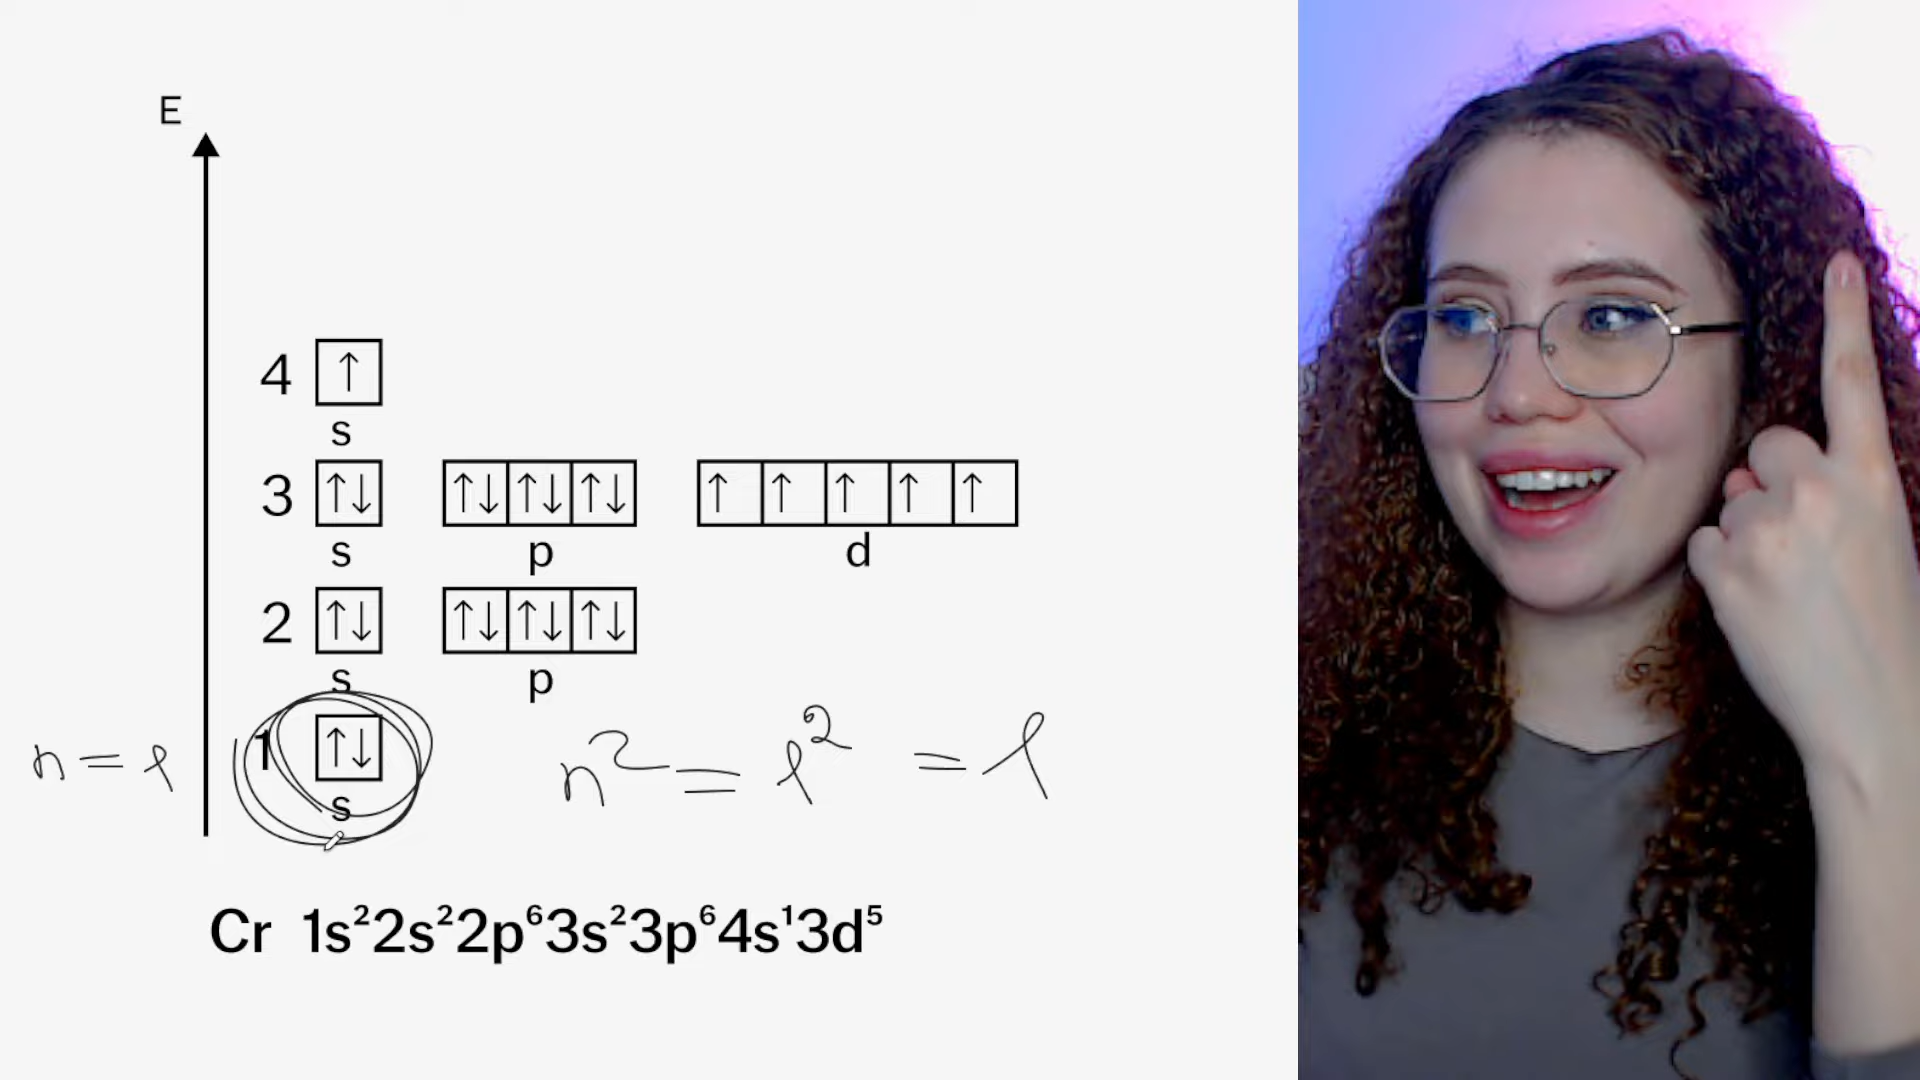 E
4 ↑
s
3 ↑↓ ↑↓ ↑↓ ↑↓ ↑ ↑ ↑ ↑ ↑
s p d
2 ↑↓ ↑↓ ↑↓ ↑↓
s p
n = 1 1 ↑↓ n² = 1² = 1
s
Cr 1s²2s²2p⁶3s²3p⁶4s¹3d⁵